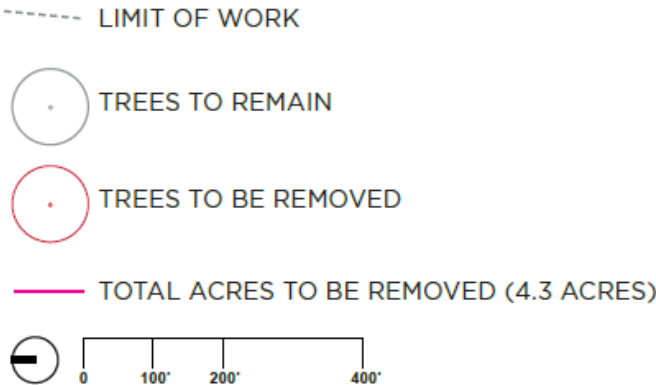 LIMIT OF WORK
TREES TO REMAIN
TREES TO BE REMOVED
TOTAL ACRES TO BE REMOVED (4.3 ACRES)
0 100' 200' 400'